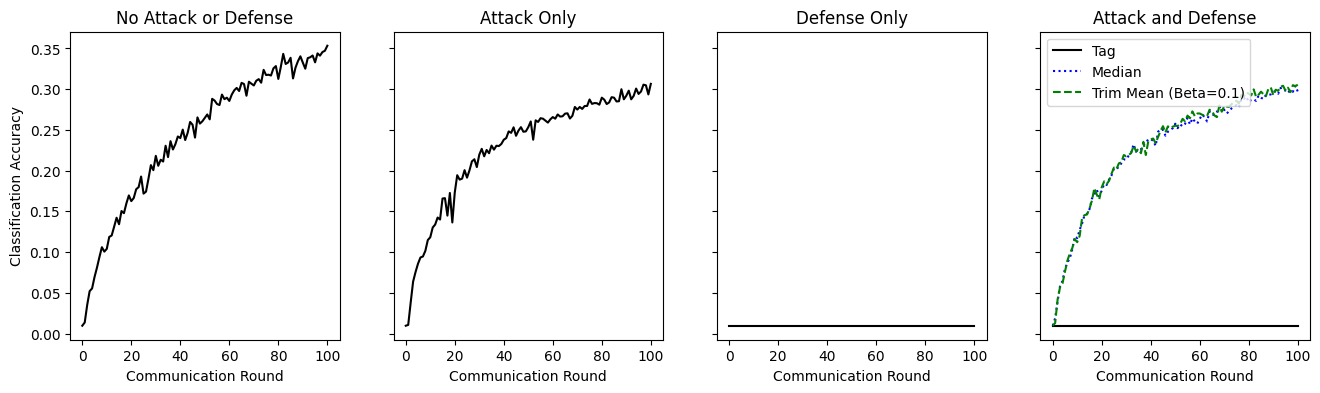 No Attack or Defense
Attack Only
Defense Only
Attack and Defense
Classification Accuracy
0.35
0.30
0.25
0.20
0.15
0.10
0.05
0.00
Tag
Median
Trim Mean (Beta=0.1)
0 20 40 60 80 100
0 20 40 60 80 100
0 20 40 60 80 100
0 20 40 60 80 100
Communication Round
Communication Round
Communication Round
Communication Round